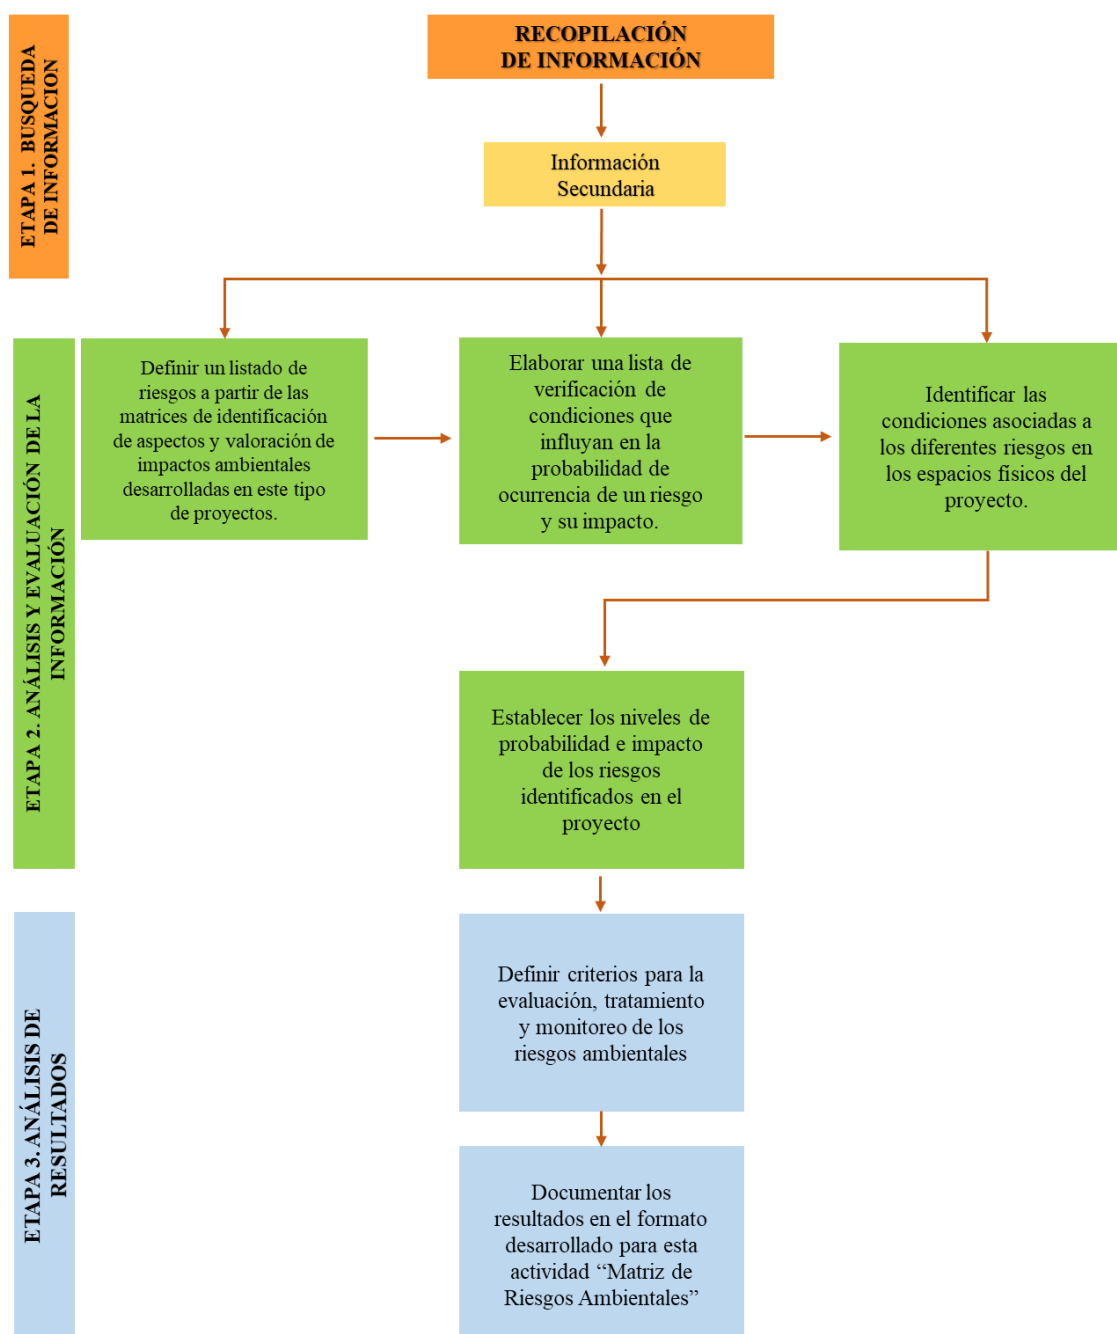 ETAPA 1.  BUSQUEDA
DE INFORMACION
RECOPILACIÓN
DE INFORMACIÓN
Información
Secundaria
ETAPA 2. ANÁLISIS Y EVALUACIÓN DE LA
INFORMACIÓN
Definir un listado de
riesgos a partir de las
matrices de identificación
de aspectos y valoración de
impactos ambientales
desarrolladas en este tipo
de proyectos.
Elaborar una lista de
verificación de
condiciones que
influyan en la
probabilidad de
ocurrencia de un riesgo
y su impacto.
Identificar las
condiciones asociadas a
los diferentes riesgos en
los espacios físicos del
proyecto.
Establecer los niveles de
probabilidad e impacto
de los riesgos
identificados en el
proyecto
ETAPA 3. ANÁLISIS DE
RESULTADOS
Definir criterios para la
evaluación, tratamiento
y monitoreo de los
riesgos ambientales
Documentar los
resultados en el formato
desarrollado para esta
actividad “Matriz de
Riesgos Ambientales”